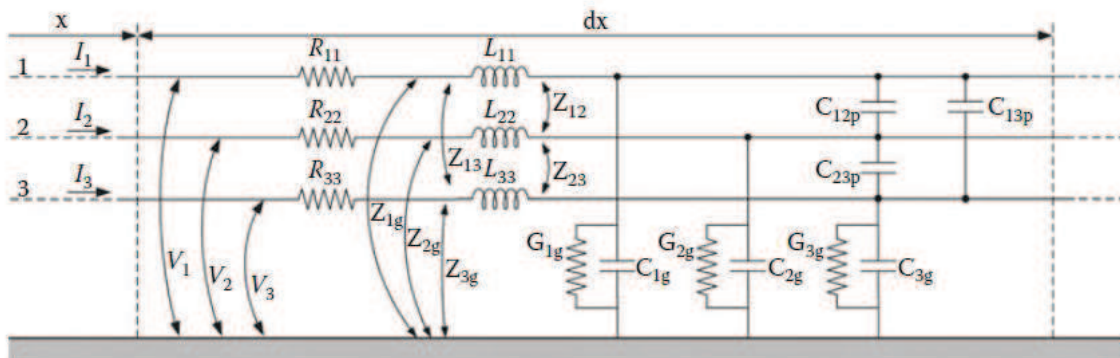 x
dx
1
I₁
R₁₁
L₁₁
Z₁₂
C₁₂ₚ
C₁₃ₚ
2
I₂
R₂₂
L₂₂
Z₁₃
Z₂₃
C₂₃ₚ
3
I₃
R₃₃
L₃₃
V₁
V₂
V₃
Z₁g
Z₂g
Z₃g
G₁g
C₁g
G₂g
C₂g
G₃g
C₃g